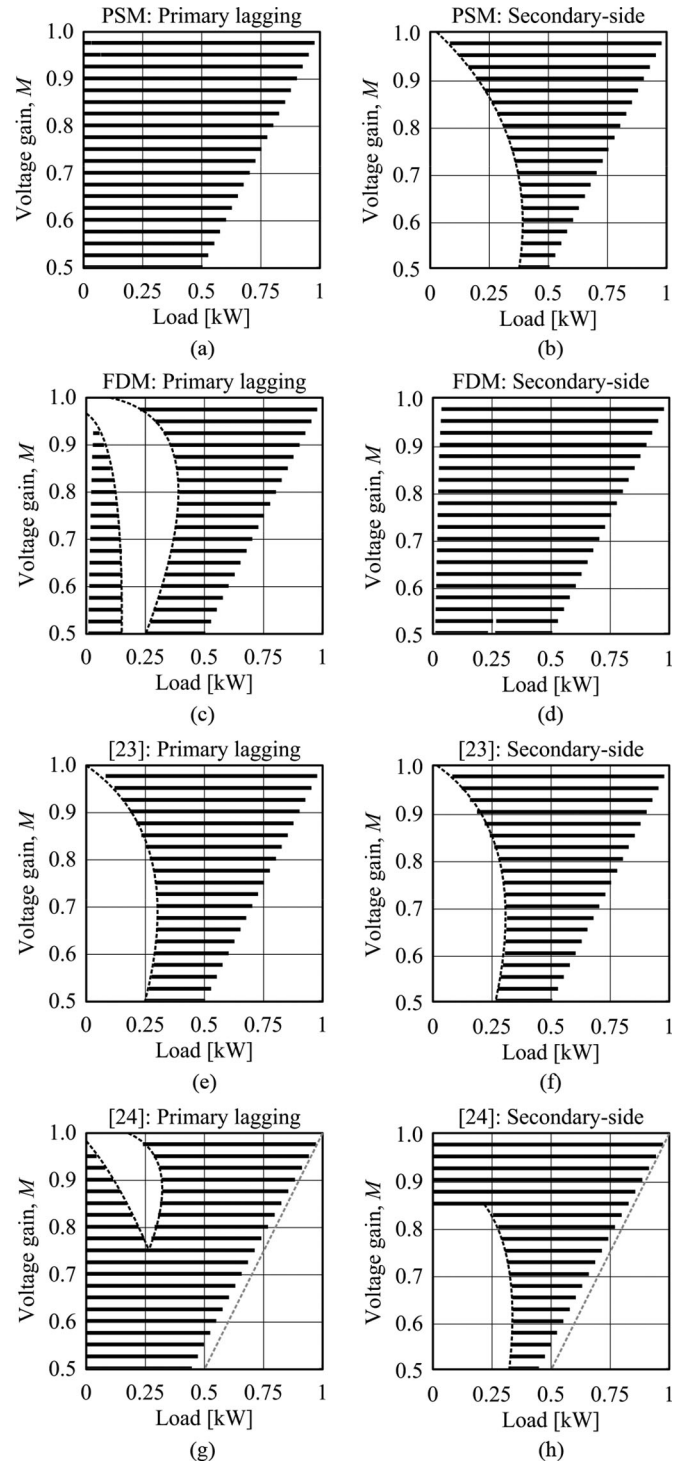 PSM: Primary lagging
Voltage gain, M
1.0
0.9
0.8
0.7
0.6
0.5
0 0.25 0.5 0.75 1
Load [kW]
(a)
PSM: Secondary-side
Voltage gain, M
1.0
0.9
0.8
0.7
0.6
0.5
0 0.25 0.5 0.75 1
Load [kW]
(b)
FDM: Primary lagging
Voltage gain, M
1.0
0.9
0.8
0.7
0.6
0.5
0 0.25 0.5 0.75 1
Load [kW]
(c)
FDM: Secondary-side
Voltage gain, M
1.0
0.9
0.8
0.7
0.6
0.5
0 0.25 0.5 0.75 1
Load [kW]
(d)
[23]: Primary lagging
Voltage gain, M
1.0
0.9
0.8
0.7
0.6
0.5
0 0.25 0.5 0.75 1
Load [kW]
(e)
[23]: Secondary-side
Voltage gain, M
1.0
0.9
0.8
0.7
0.6
0.5
0 0.25 0.5 0.75 1
Load [kW]
(f)
[24]: Primary lagging
Voltage gain, M
1.0
0.9
0.8
0.7
0.6
0.5
0 0.25 0.5 0.75 1
Load [kW]
(g)
[24]: Secondary-side
Voltage gain, M
1.0
0.9
0.8
0.7
0.6
0.5
0 0.25 0.5 0.75 1
Load [kW]
(h)